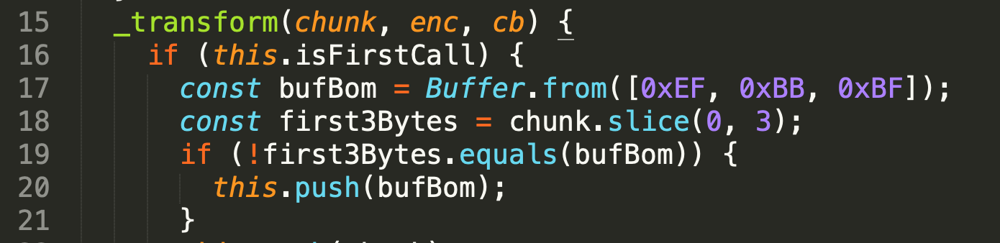 15 _transform(chunk, enc, cb) {
16 if (this.isFirstCall) {
17 const bufBom = Buffer.from([0xEF, 0xBB, 0xBF]);
18 const first3Bytes = chunk.slice(0, 3);
19 if (!first3Bytes.equals(bufBom)) {
20 this.push(bufBom);
21 }